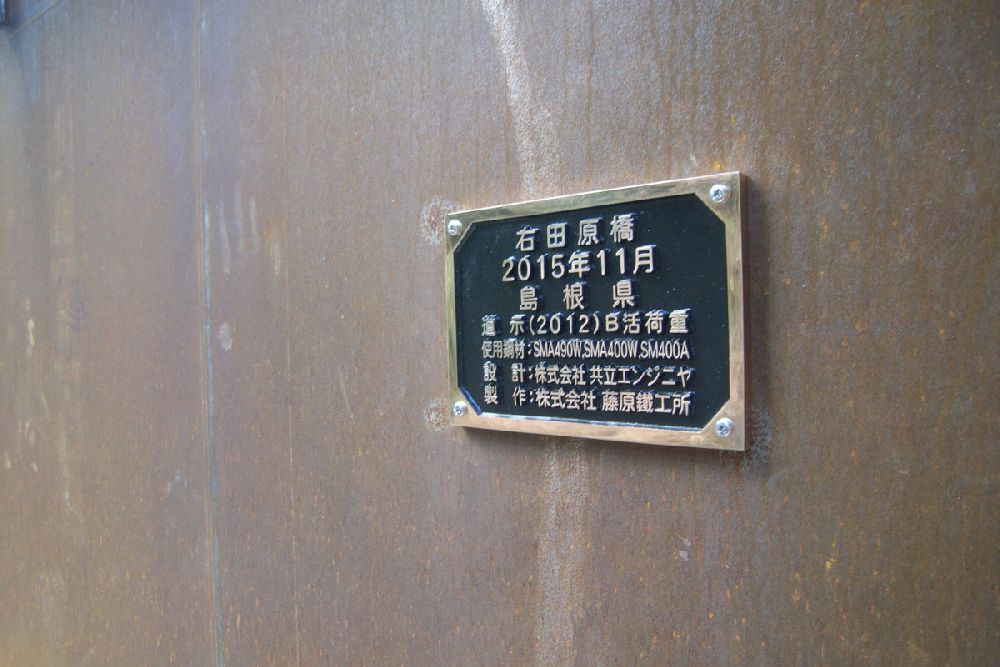 右田原橋
2015年11月
島根県
道示(2012)B活荷重
使用鋼材:SMA490W,SMA400W,SM400A
設計:株式会社 共立エンジニヤ
製作:株式会社 藤原鐵工所